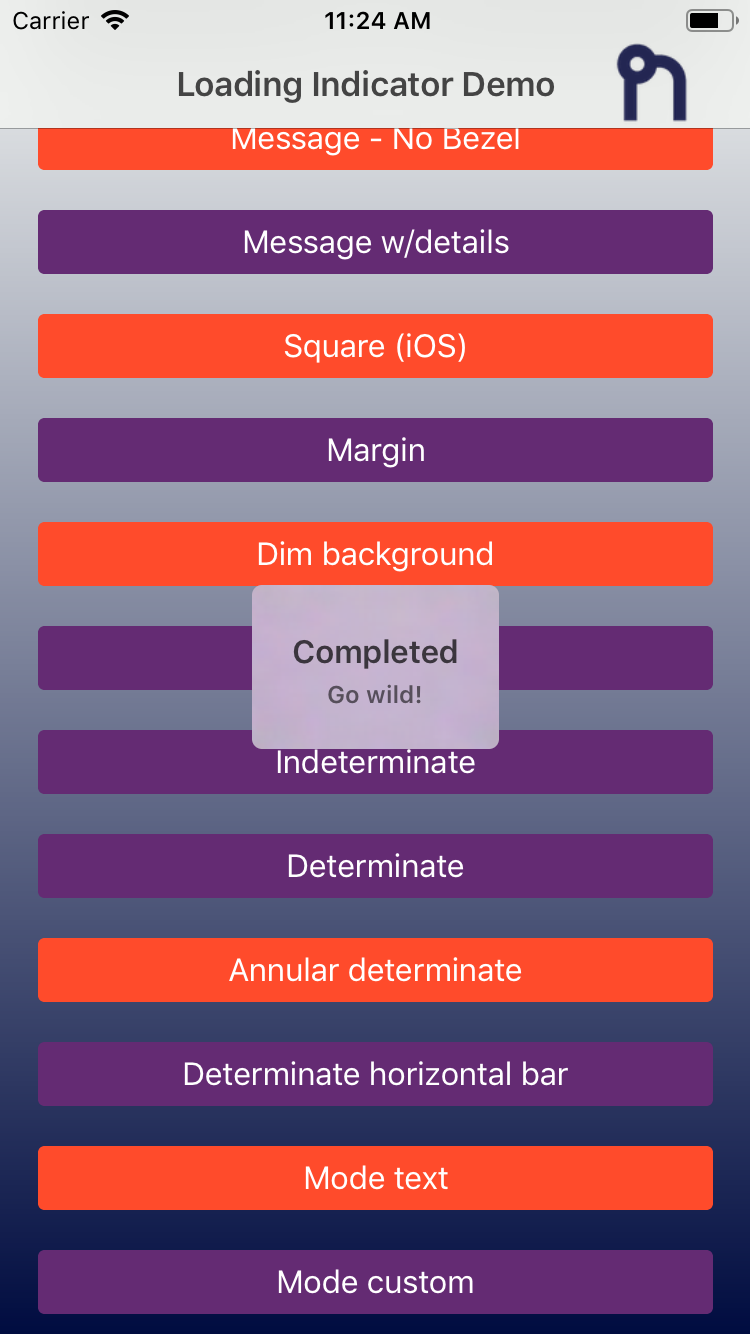 Carrier
11:24 AM
Loading Indicator Demo
Message - No Bezel
Message w/details
Square (iOS)
Margin
Dim background
Completed
Go wild!
Indeterminate
Determinate
Annular determinate
Determinate horizontal bar
Mode text
Mode custom